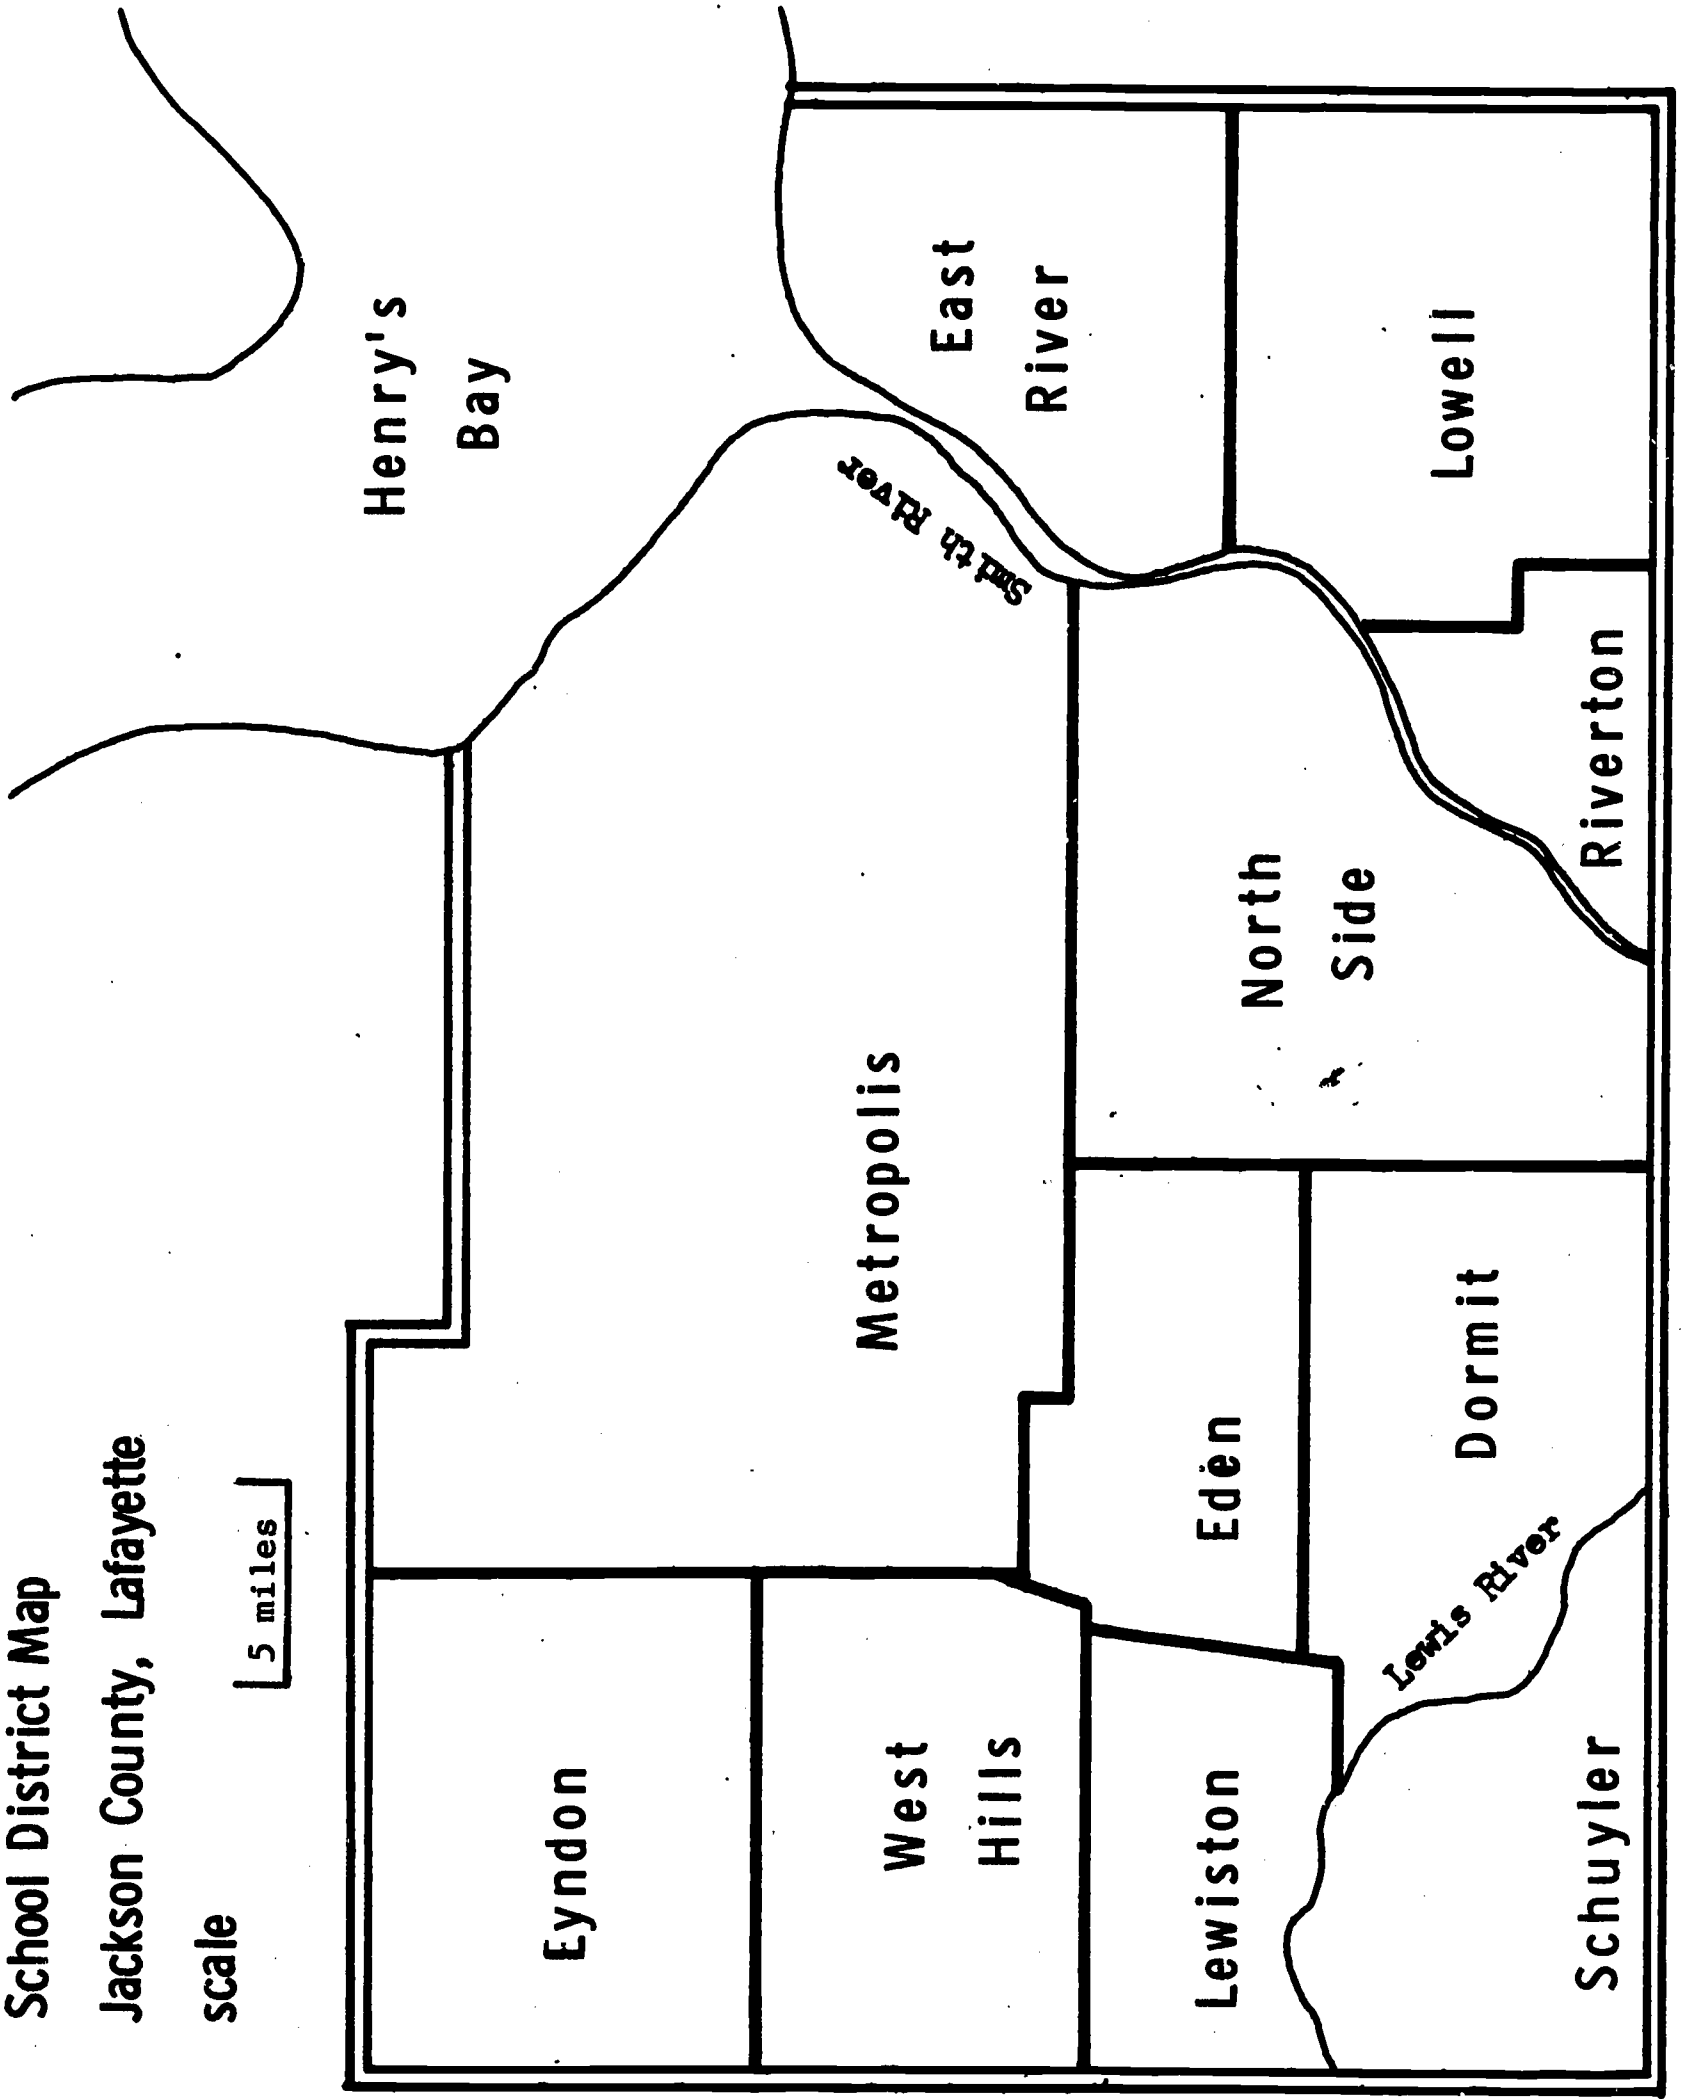 School District Map
Jackson County, Lafayette
scale
5 miles
Henry's
Bay
Eyndon
Metropolis
Smith River
East
River
West
Hills
Lewiston
Eden
North
Side
Lowell
Lewis River
Dormit
Schuyler
Riverton